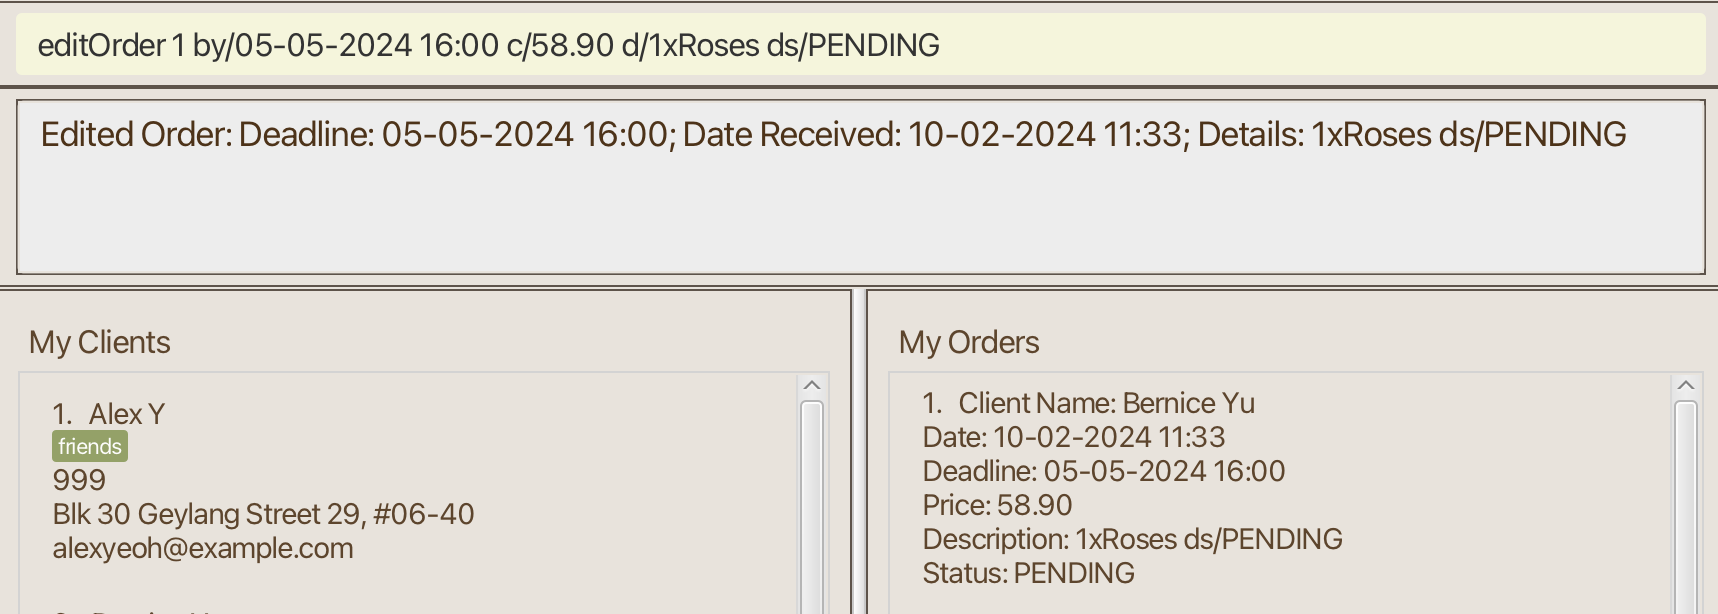 editOrder 1 by/05-05-2024 16:00 c/58.90 d/1xRoses ds/PENDING
Edited Order: Deadline: 05-05-2024 16:00; Date Received: 10-02-2024 11:33; Details: 1xRoses ds/PENDING
My Clients
1. Alex Y
friends
999
Blk 30 Geylang Street 29, #06-40
alexyeoh@example.com
My Orders
1. Client Name: Bernice Yu
Date: 10-02-2024 11:33
Deadline: 05-05-2024 16:00
Price: 58.90
Description: 1xRoses ds/PENDING
Status: PENDING